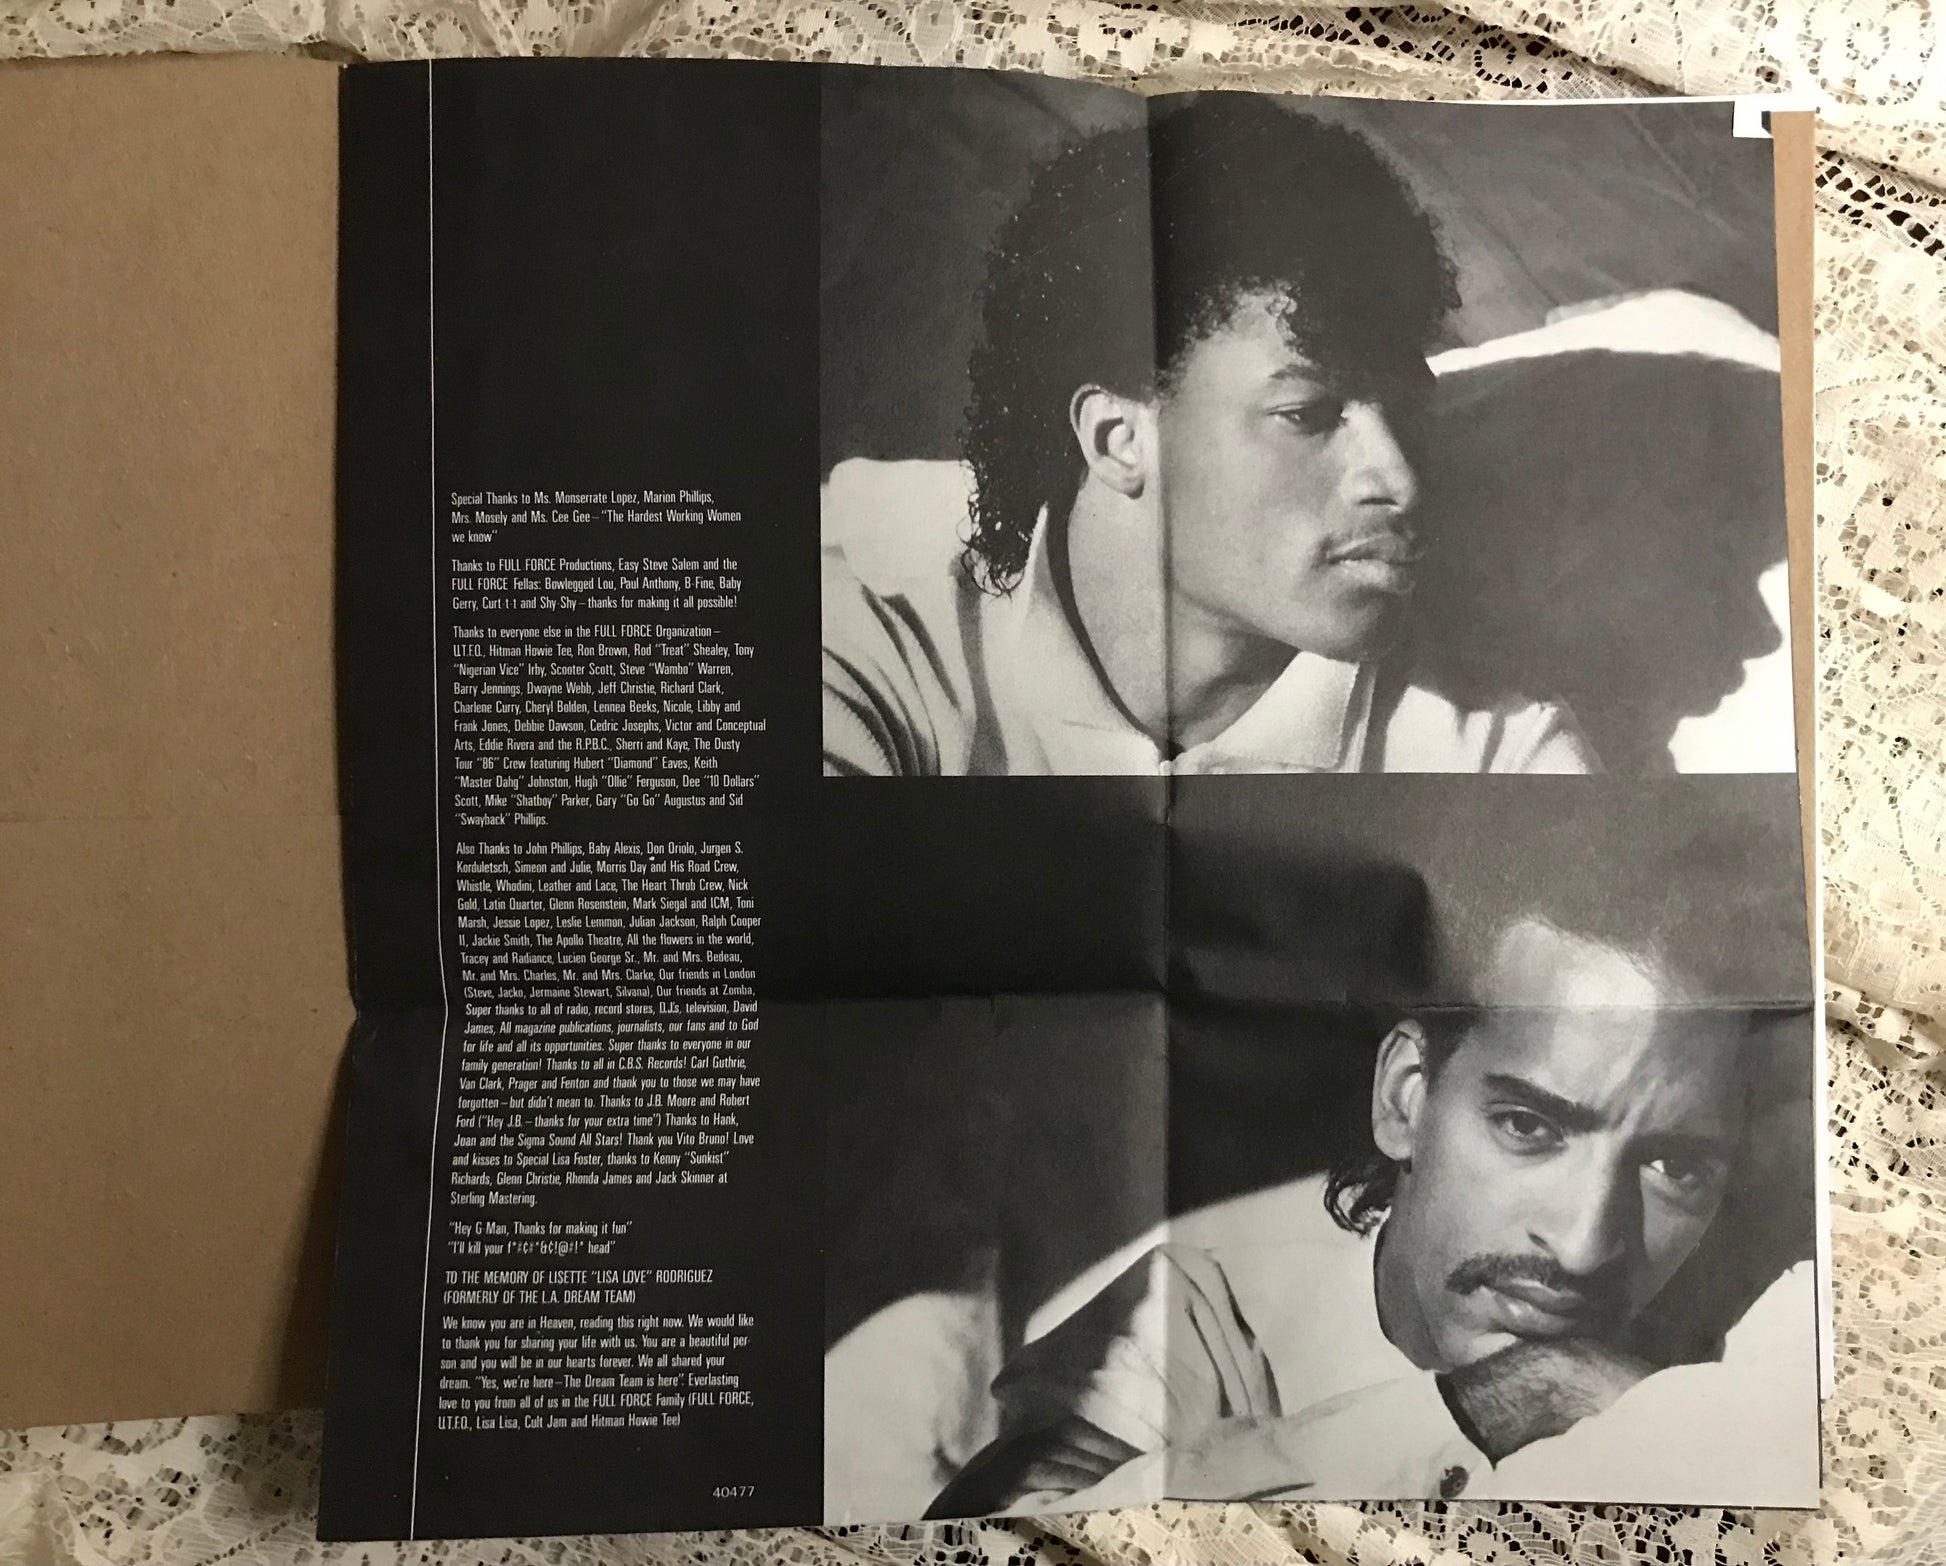 Special Thanks to Ms. Monserrate Lopez, Marion Phillips,
Mrs. Mosely and Ms. Cee Gee–"The Hardest Working Women
we know"
Thanks to FULL FORCE Productions, Easy Steve Salem and the
FULL FORCE Fellas: Bowlegged Lou, Paul Anthony, B-Fine, Baby
Gerry, Curt-t-t and Shy-Shy–thanks for making it all possible!
Thanks to everyone else in the FULL FORCE Organization–
U.T.F.O., Hitman Howie Tee, Ron Brown, Rod "Treat" Shealey, Tony
"Nigerian Vice" Irby, Scooter Scott, Steve "Wambo" Warren,
Barry Jennings, Dwayne Webb, Jeff Christie, Richard Clark,
Charlene Curry, Cheryl Bolden, Lennea Beeks, Nicole, Libby and
Frank Jones, Debbie Dawson, Cedric Josephs, Victor and Conceptual
Arts, Eddie Rivera and the R.P.B.C., Sherri and Kaye, The Dusty
Tour "86" Crew featuring Hubert "Diamond" Eaves, Keith
"Master Dahg" Johnston, Hugh "Ollie" Ferguson, Dee "10 Dollars"
Scott, Mike "Shatboy" Parker, Gary "Go Go" Augustus and Sid
"Swayback" Phillips.
Also Thanks to John Phillips, Baby Alexis, Don Oriolo, Jurgen S.
Korduletsch, Simeon and Julie, Morris Day and His Road Crew,
Whistle, Whodini, Leather and Lace, The Heart Throb Crew, Nick
Gold, Latin Quarter, Glenn Rosenstein, Mark Siegal and ICM, Toni
Marsh, Jessie Lopez, Leslie Lemmon, Julian Jackson, Ralph Cooper
II, Jackie Smith, The Apollo Theatre, All the flowers in the world,
Tracey and Radiance, Lucien George Sr., Mr. and Mrs. Bedeau,
Mr. and Mrs. Charles, Mr. and Mrs. Clarke, Our friends in London
(Steve, Jacko, Jermaine Stewart, Silvana), Our friends at Zomba,
Super thanks to all of radio, record stores, D.J.s, television, David
James, All magazine publications, journalists, our fans and to God
for life and all its opportunities. Super thanks to everyone in our
family generation! Thanks to all in C.B.S. Records! Carl Guthrie,
Van Clark, Prager and Fenton and thank you to those we may have
forgotten–but didn't mean to. Thanks to J.B. Moore and Robert
Ford ("Hey J.B.–thanks for your extra time") Thanks to Hank,
Joan and the Sigma Sound All Stars! Thank you Vito Bruno! Love
and kisses to Special Lisa Foster, thanks to Kenny "Sunkist"
Richards, Glenn Christie, Rhonda James and Jack Skinner at
Sterling Mastering.
"Hey G-Man, Thanks for making it fun"
"I'll kill your f*#¢#*&¢!@#!* head"
TO THE MEMORY OF LISETTE "LISA LOVE" RODRIGUEZ
(FORMERLY OF THE L.A. DREAM TEAM)
We know you are in Heaven, reading this right now. We would like
to thank you for sharing your life with us. You are a beautiful per-
son and you will be in our hearts forever. We all shared your
dream. "Yes, we're here–The Dream Team is here". Everlasting
love to you from all of us in the FULL FORCE Family (FULL FORCE,
U.T.F.O., Lisa Lisa, Cult Jam and Hitman Howie Tee)
40477